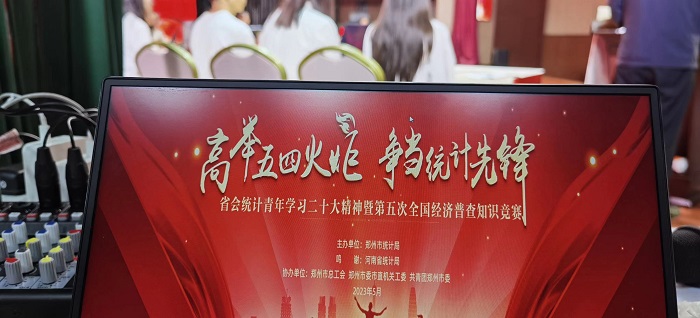 高举五四火炬 争当统计先锋
省会统计青年学习二十大精神暨第五次全国经济普查知识竞赛
主办单位：郑州市统计局
鸣 谢：河南省统计局
协办单位：郑州市总工会 郑州市委市直机关工委 共青团郑州市委
2023年5月